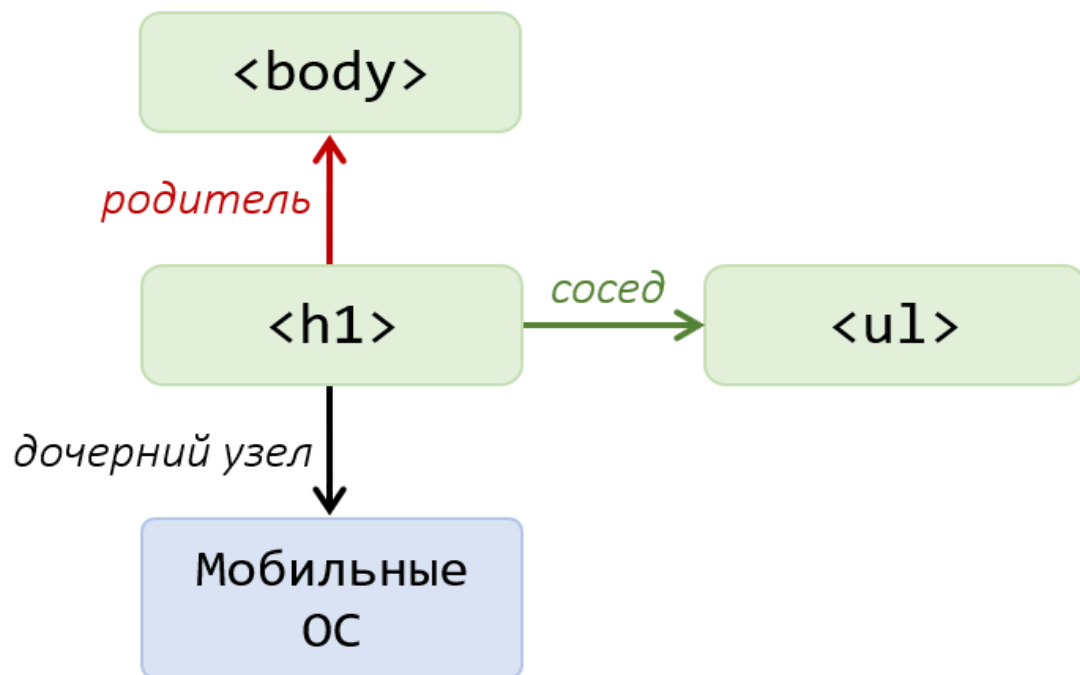 <body>
родитель
<h1>
сосед
<ul>
дочерний узел
Мобильные
ОС